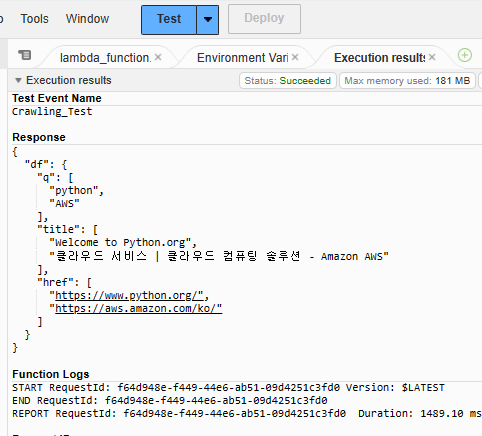 Tools Window Test Deploy
lambda_function. Environment Vari Execution results
Execution results Status: Succeeded Max memory used: 181 MB
Test Event Name
Crawling_Test
Response
{
"df": {
"q": [
"python",
"AWS"
],
"title": [
"Welcome to Python.org",
"클라우드 서비스 | 클라우드 컴퓨팅 솔루션 - Amazon AWS"
],
"href": [
"https://www.python.org/",
"https://aws.amazon.com/ko/"
]
}
}
Function Logs
START RequestId: f64d948e-f449-44e6-ab51-09d4251c3fd0 Version: $LATEST
END RequestId: f64d948e-f449-44e6-ab51-09d4251c3fd0
REPORT RequestId: f64d948e-f449-44e6-ab51-09d4251c3fd0 Duration: 1489.10 ms